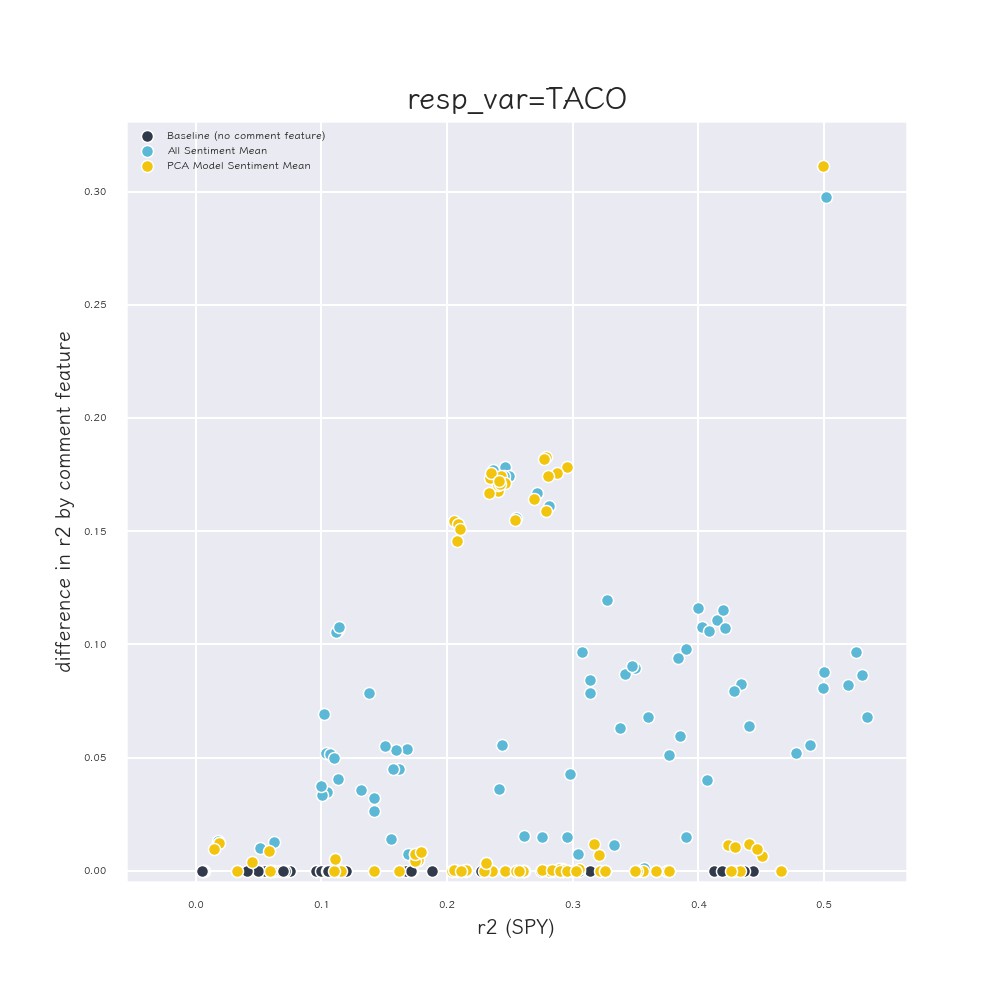 resp_var=TACO
Baseline (no comment feature)
All Sentiment Mean
PCA Model Sentiment Mean
difference in r2 by comment feature
0.30
0.25
0.20
0.15
0.10
0.05
0.00
0.0 0.1 0.2 0.3 0.4 0.5
r2 (SPY)